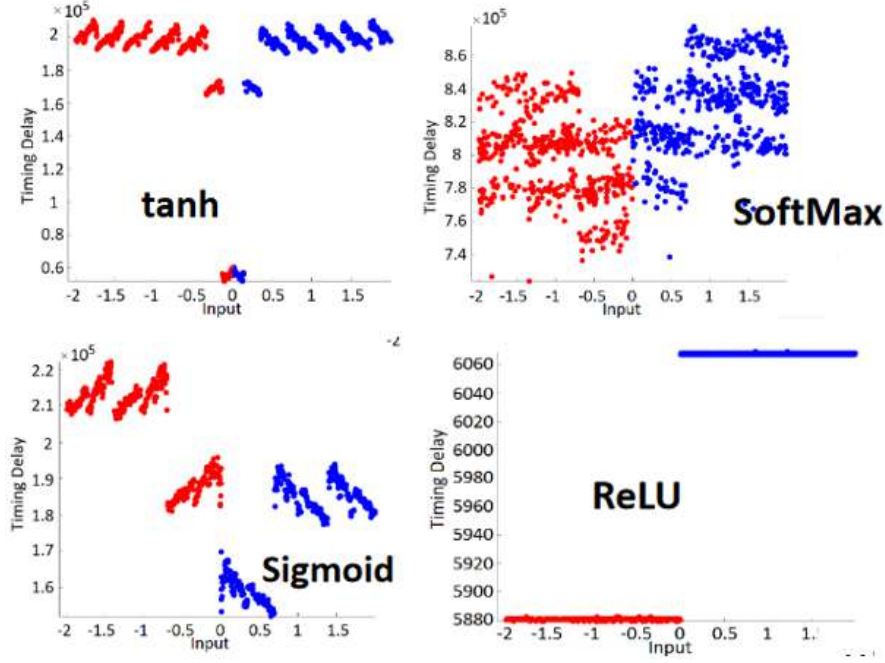 ×10⁵
2
1.8
1.6
1.4
1.2
1
0.8
0.6
Timing Delay
tanh
-2 -1.5 -1 -0.5 0 0.5 1 1.5
Input
×10⁵
8.6
8.4
8.2
8
7.8
7.6
7.4
Timing Delay
SoftMax
-2 -1.5 -1 -0.5 0 0.5 1 1.5
Input
×10⁵
2.2
2.1
2
1.9
1.8
1.7
1.6
Timing Delay
Sigmoid
-2 -1.5 -1 -0.5 0 0.5 1 1.5
Input
-2
6060
6040
6020
6000
5980
5960
5940
5920
5900
5880
Timing Delay
ReLU
-2 -1.5 -1 -0.5 0 0.5 1 1.
Input